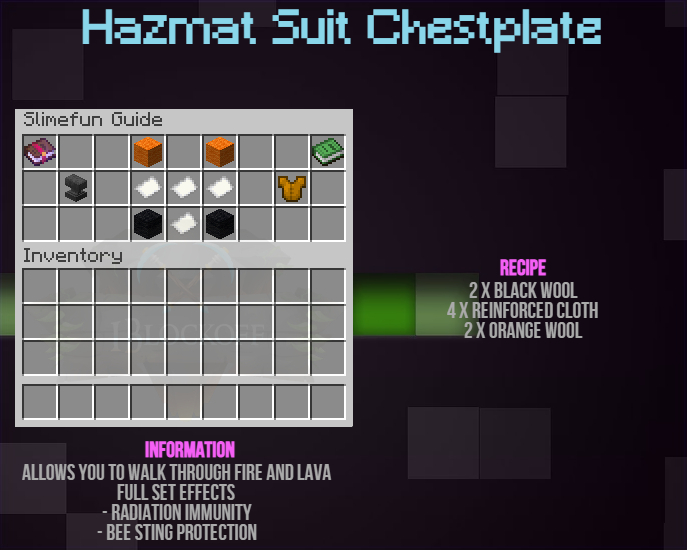 Hazmat Suit Chestplate
Slimefun Guide
Inventory
BLOCKOFF
RECIPE
2 X BLACK WOOL
4 X REINFORCED CLOTH
2 X ORANGE WOOL
INFORMATION
ALLOWS YOU TO WALK THROUGH FIRE AND LAVA
FULL SET EFFECTS
- RADIATION IMMUNITY
- BEE STING PROTECTION